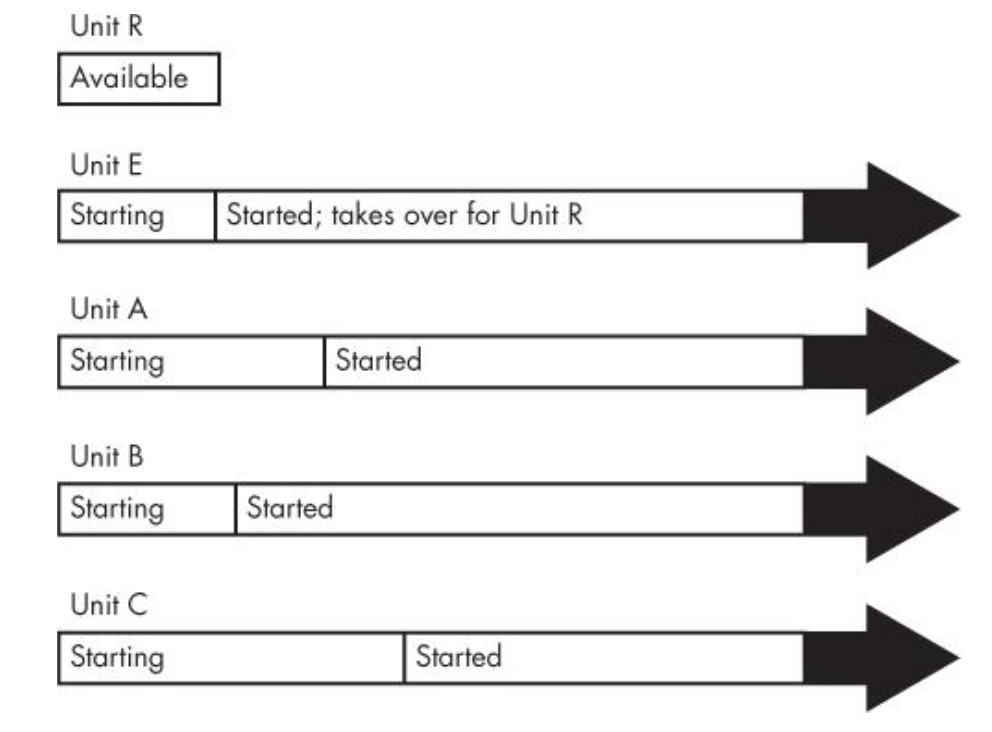 Unit R
Available
Unit E
Starting
Started; takes over for Unit R
Unit A
Starting
Started
Unit B
Starting
Started
Unit C
Starting
Started